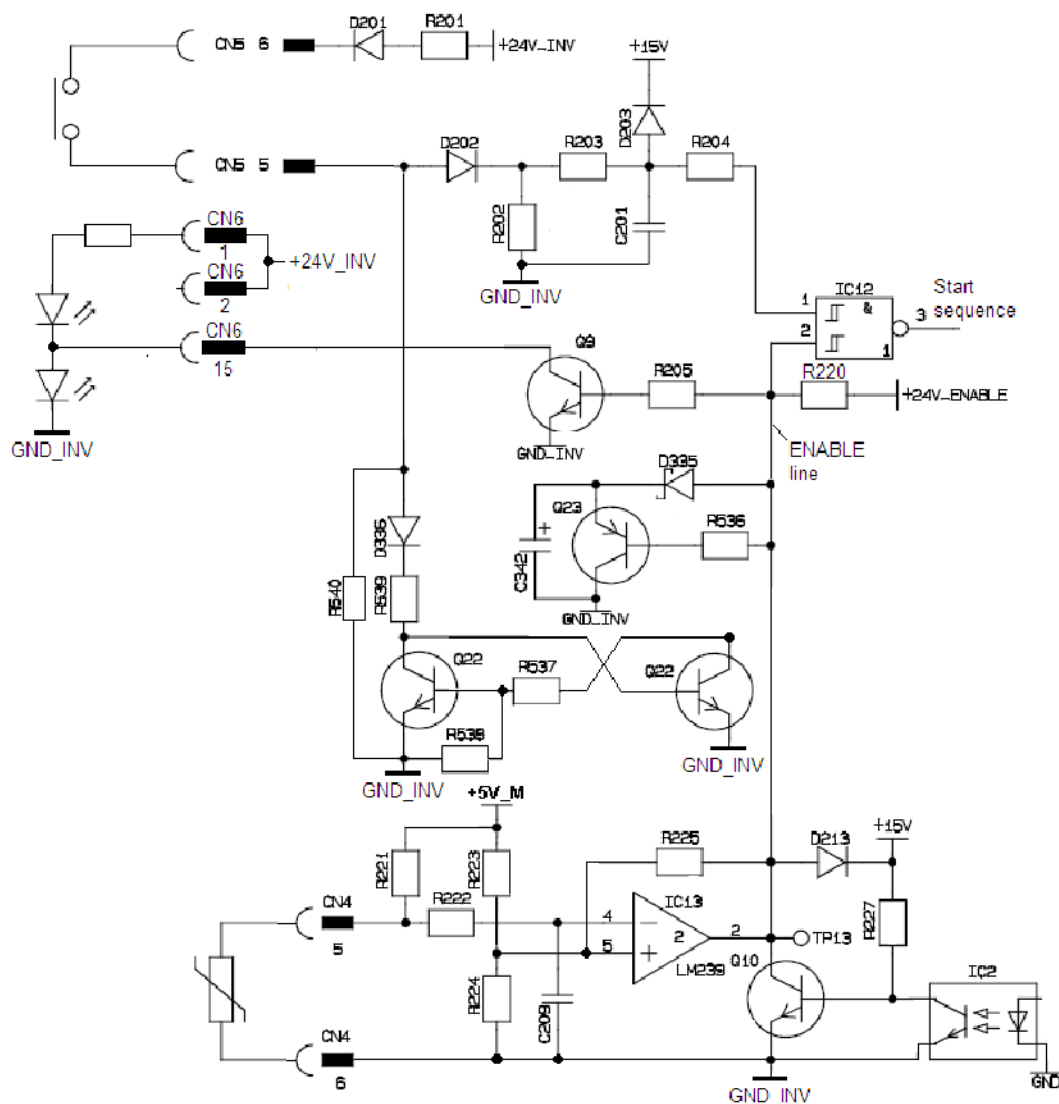 D201
R201
CN5 6
+24V_INV
+15V
D203
D202
R203
R204
CN5 5
R202
C201
CN6
1
+24V_INV
CN6
2
GND_INV
IC12
1
&
2
3
1
Start
sequence
CN6
15
Q9
R205
R220
+24V_ENABLE
GND_INV
GND_INV
ENABLE
line
D335
Q23
R536
C342
+
GND_INV
D336
R540
R539
Q22
R537
Q22
R538
GND_INV
GND_INV
+5V_M
R221
R223
R225
D213
+15V
CN4
5
R222
4
IC13
5
2
LM239
2
TP13
R227
Q10
IC2
R224
C209
CN4
6
GND_INV
GND